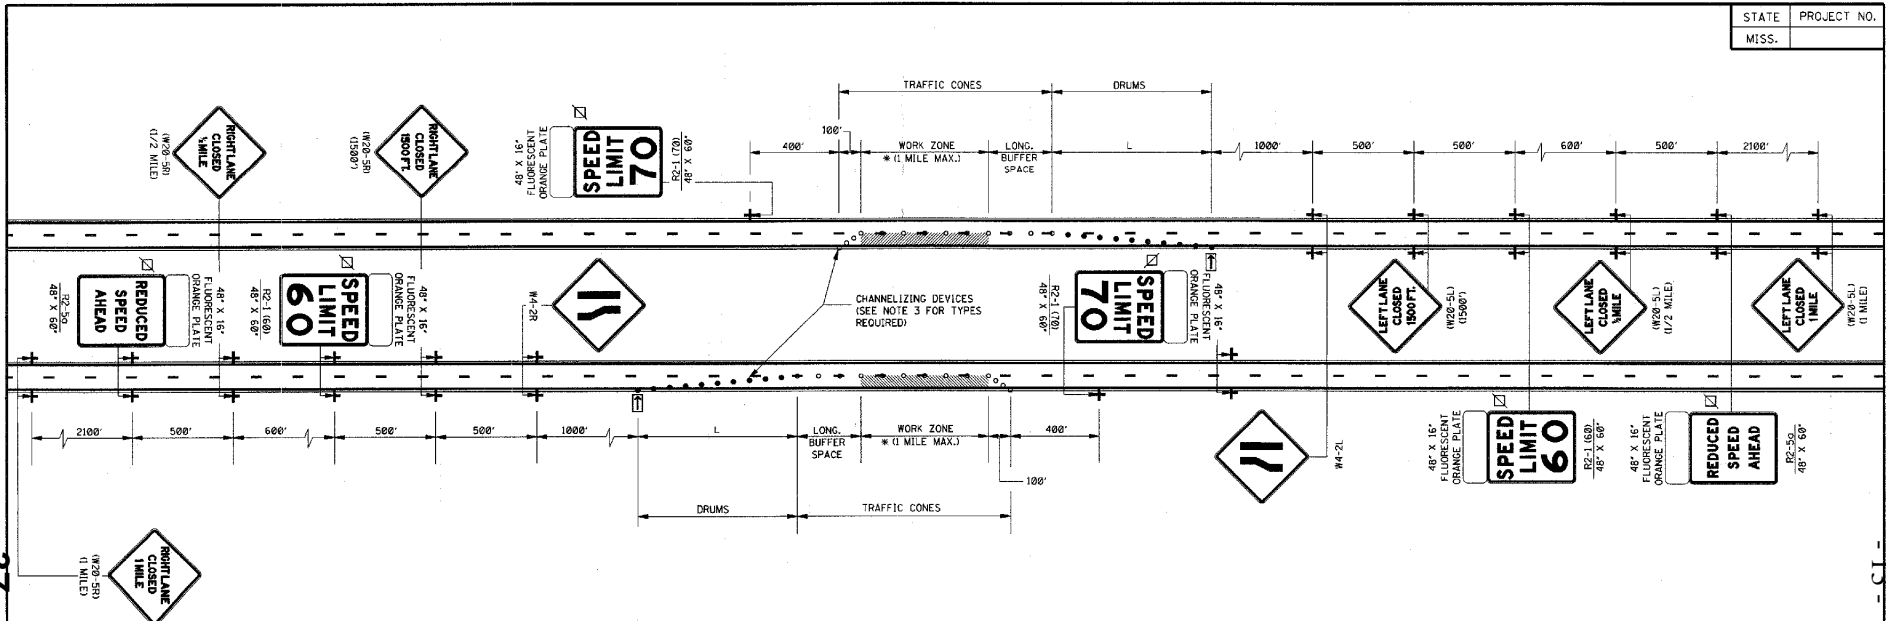 STATE PROJECT NO.
MISS.
TRAFFIC CONES
DRUMS
100'
400'
WORK ZONE
* (1 MILE MAX.)
LONG.
BUFFER
SPACE
L
1000'
500'
500'
600'
500'
2100'
RIGHT LANE
CLOSED
½ MILE
(W20-5R)
(1/2 MILE)
RIGHT LANE
CLOSED
1500 FT.
(W20-5R)
(1500')
48" X 16"
FLUORESCENT
ORANGE PLATE
SPEED
LIMIT
70
R2-1 (70)
48" X 60"
REDUCED
SPEED
AHEAD
R2-5a
48" X 60"
48" X 16"
FLUORESCENT
ORANGE PLATE
SPEED
LIMIT
60
R2-1 (60)
48" X 60"
48" X 16"
FLUORESCENT
ORANGE PLATE
W4-2R
CHANNELIZING DEVICES
(SEE NOTE 3 FOR TYPES
REQUIRED)
SPEED
LIMIT
70
R2-1 (70)
48" X 60"
48" X 16"
FLUORESCENT
ORANGE PLATE
LEFT LANE
CLOSED
1500 FT.
(W20-5L)
(1500')
LEFT LANE
CLOSED
½ MILE
(W20-5L)
(1/2 MILE)
LEFT LANE
CLOSED
1 MILE
(W20-5L)
(1 MILE)
2100'
500'
600'
500'
500'
1000'
L
LONG.
BUFFER
SPACE
WORK ZONE
* (1 MILE MAX.)
400'
100'
DRUMS
TRAFFIC CONES
W4-2L
48" X 16"
FLUORESCENT
ORANGE PLATE
SPEED
LIMIT
60
R2-1 (60)
48" X 60"
48" X 16"
FLUORESCENT
ORANGE PLATE
REDUCED
SPEED
AHEAD
R2-5a
48" X 60"
RIGHT LANE
CLOSED
1 MILE
(W20-5R)
(1 MILE)